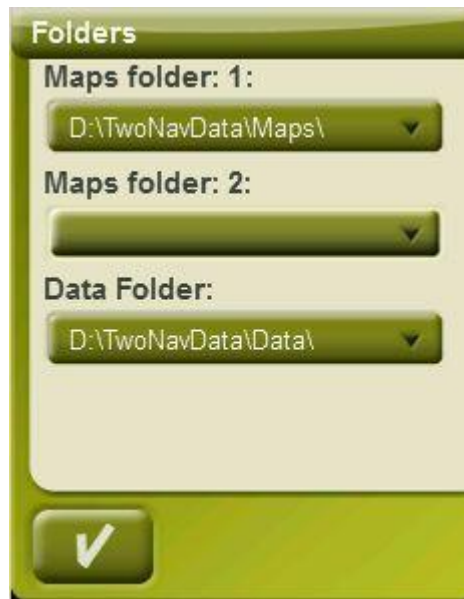 Folders
Maps folder: 1:
D:\TwoNavData\Maps\
Maps folder: 2:
Data Folder:
D:\TwoNavData\Data\